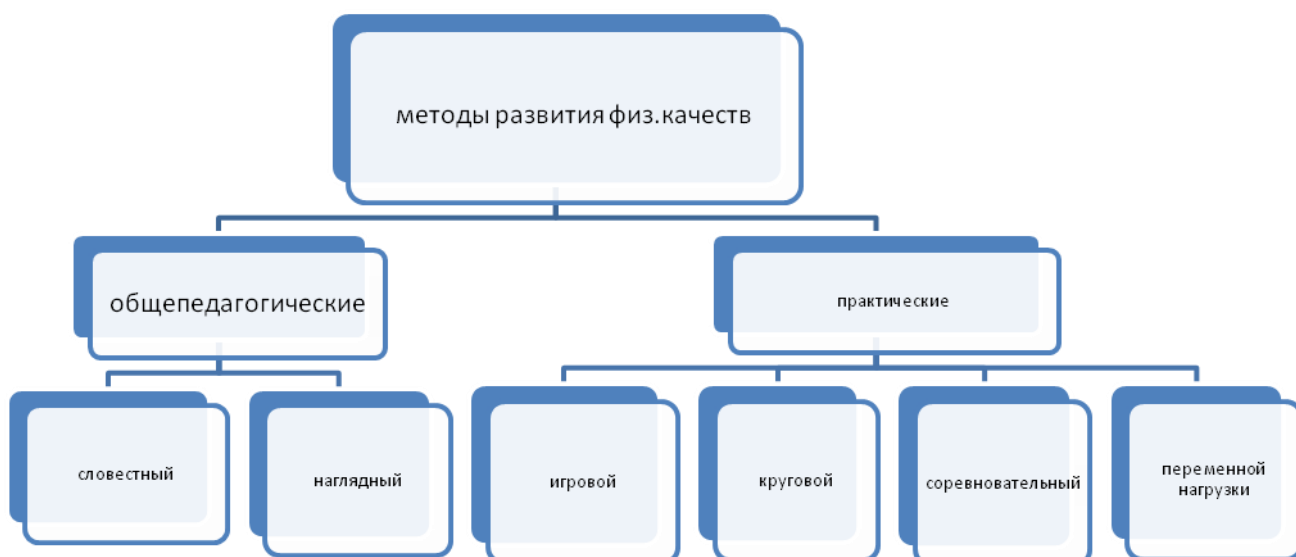 методы развития физ.качеств
общепедагогические
практические
словестный
наглядный
игровой
круговой
соревновательный
переменной
нагрузки